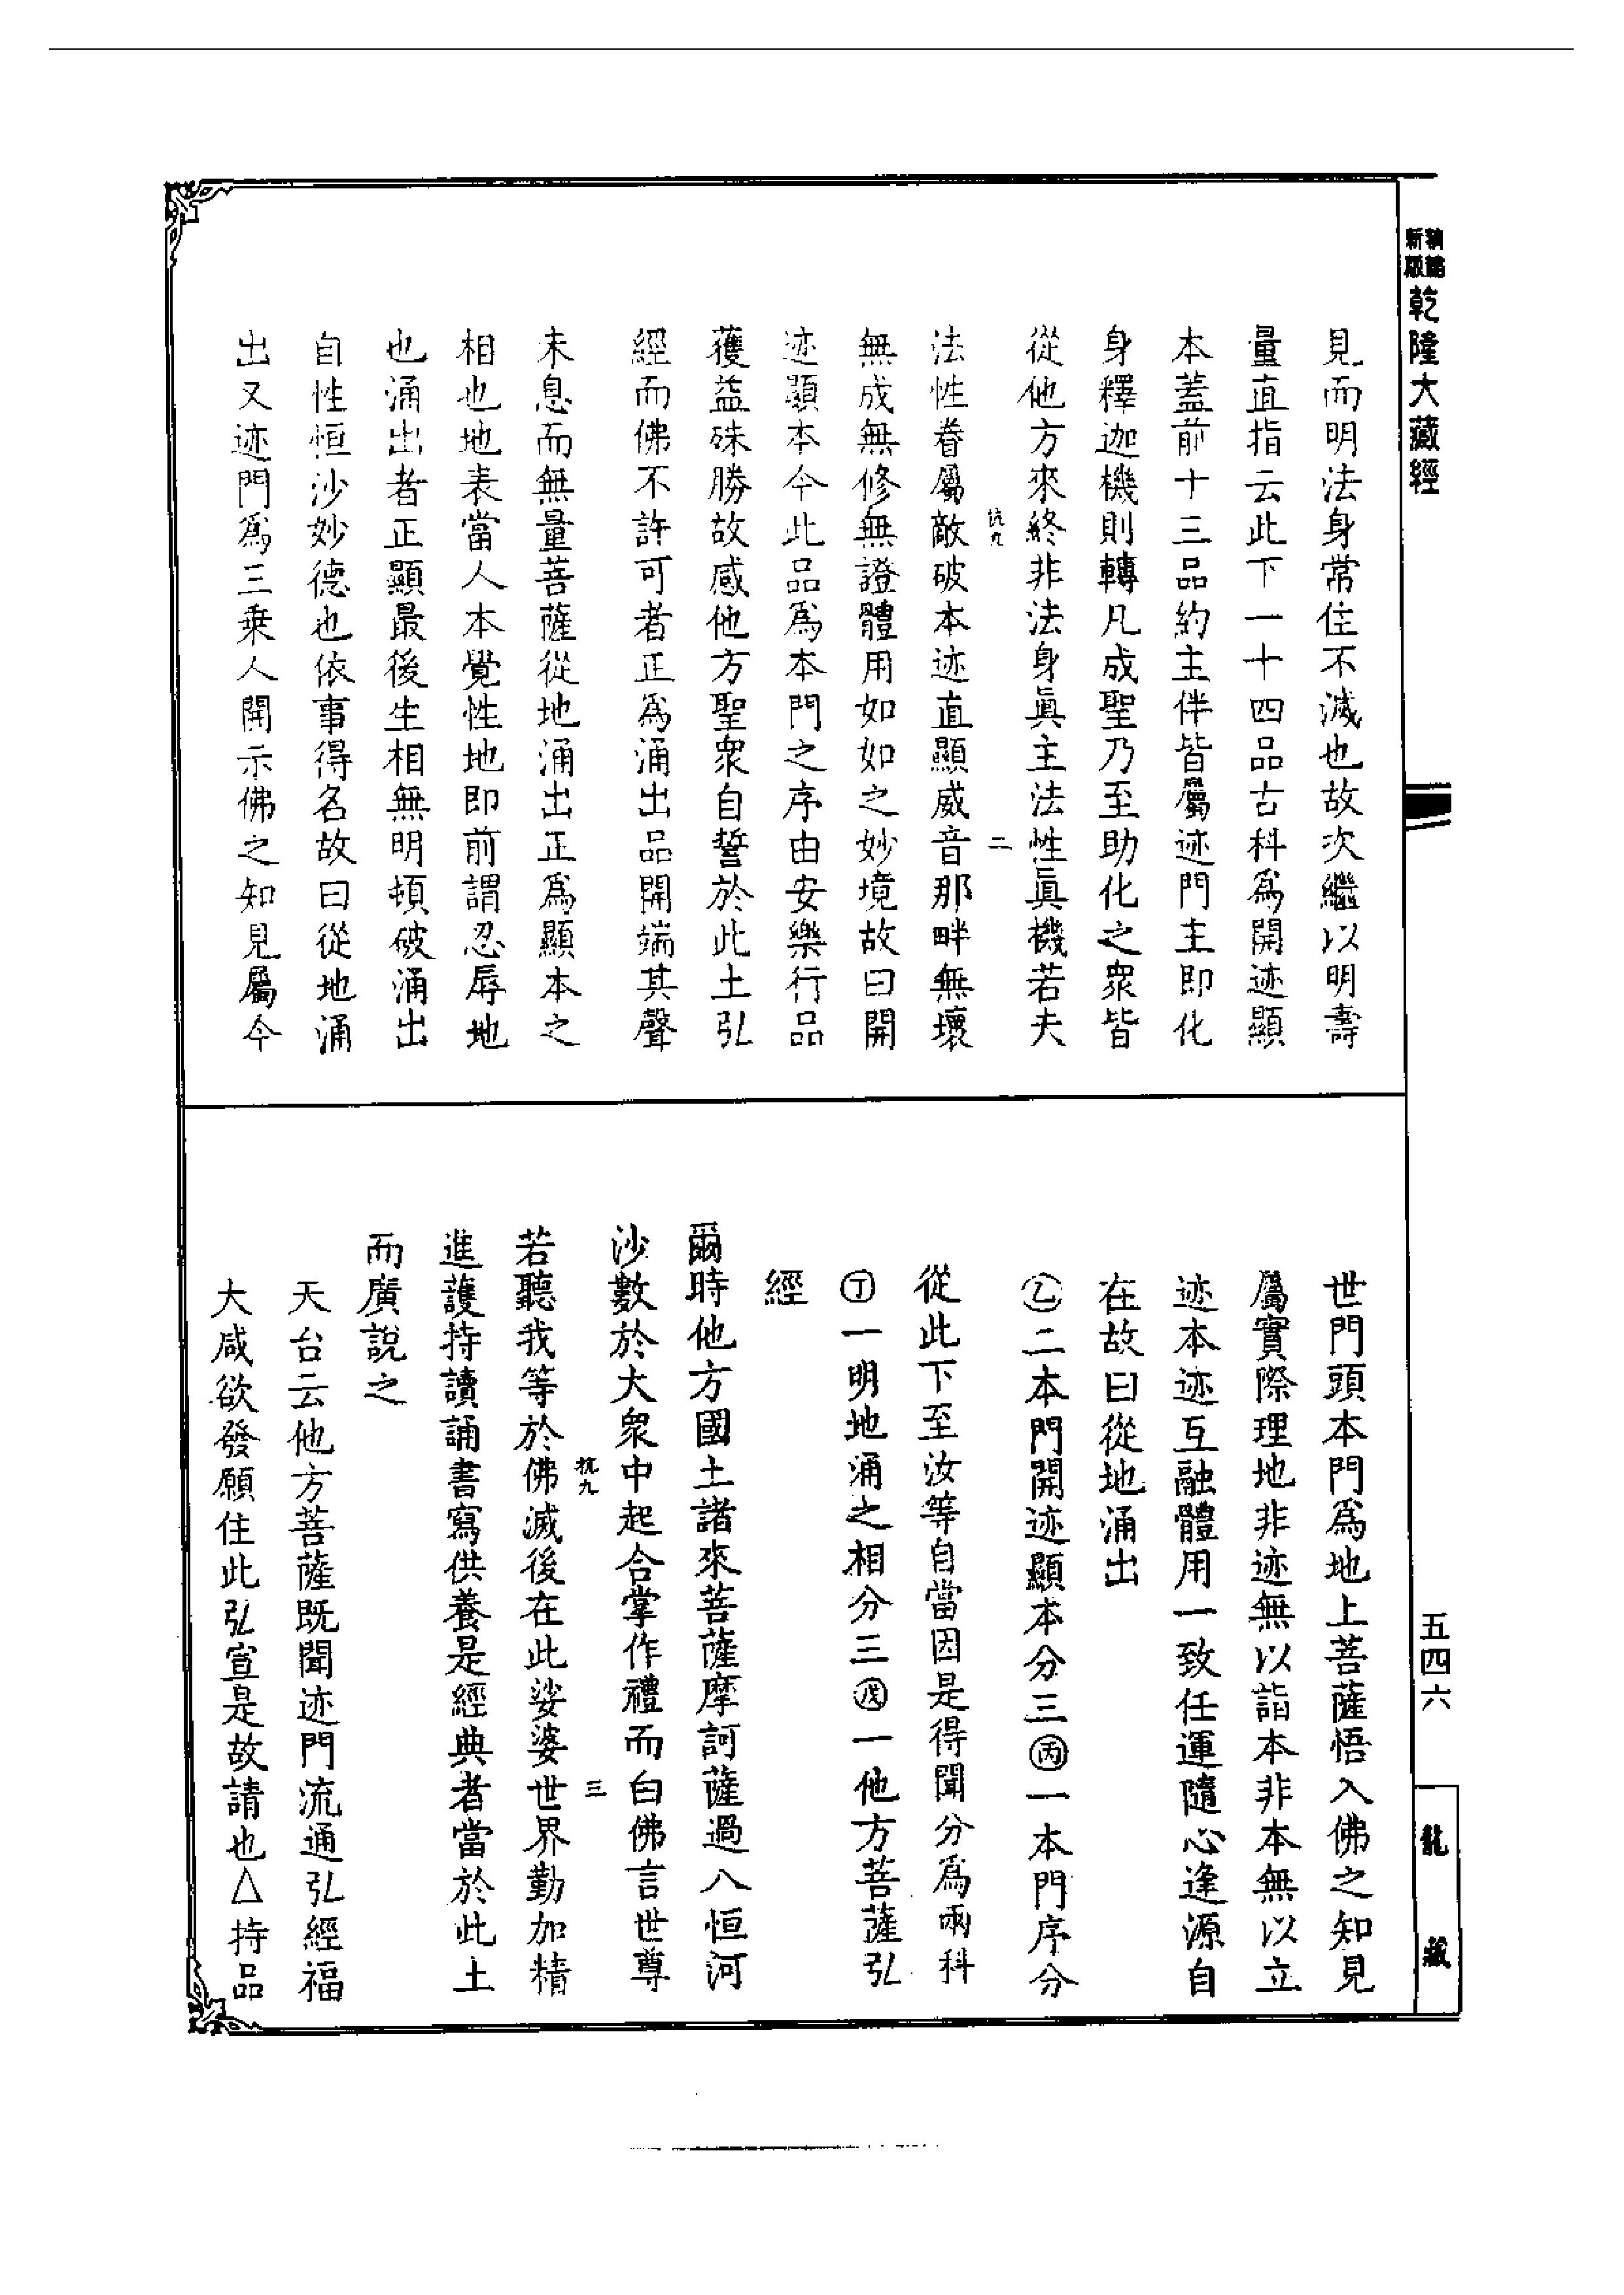 新版精編乾隆大藏經
見而明法身常住不滅也故次繼以明壽
量直指云此下一十四品古科爲開迹顯
本蓋前十三品約主伴皆屬迹門主即化
身釋迦機則轉凡成聖乃至助化之眾皆
從他方來終非法身眞主法性眞機若夫
二
法性眷屬敵破本迹直顯威音那畔無壞
無成無修無證體用如如之妙境故曰開
迹顯本今此品爲本門之序由安樂行品
獲益殊勝故感他方聖眾自誓於此土弘
經而佛不許可者正爲涌出品開端其聲
未息而無量菩薩從地涌出正爲顯本之
相也地表當人本覺性地即前謂忍辱地
也涌出者正顯最後生相無明頓破涌出
自性恒沙妙德也依事得名故曰從地涌
出又迹門爲三乘人開示佛之知見屬今
世門頭本門爲地上菩薩悟入佛之知見
屬實際理地非迹無以詣本非本無以立
迹本迹互融體用一致任運隨心逢源自
在故曰從地涌出
㊁二本門開迹顯本分三㊅一本門序分
從此下至汝等自當因是得聞分爲兩科
丁一明地涌之相分三戊一他方菩薩弘
經
爾時他方國土諸來菩薩摩訶薩過八恒河
沙數於大眾中起合掌作禮而白佛言世尊
三
若聽我等於佛滅後在此娑婆世界勤加精
進護持讀誦書寫供養是經典者當於此土
而廣說之
天台云他方菩薩既聞迹門流通弘經福
大咸欲發願住此弘宣是故請也△持品
五四六
龍藏